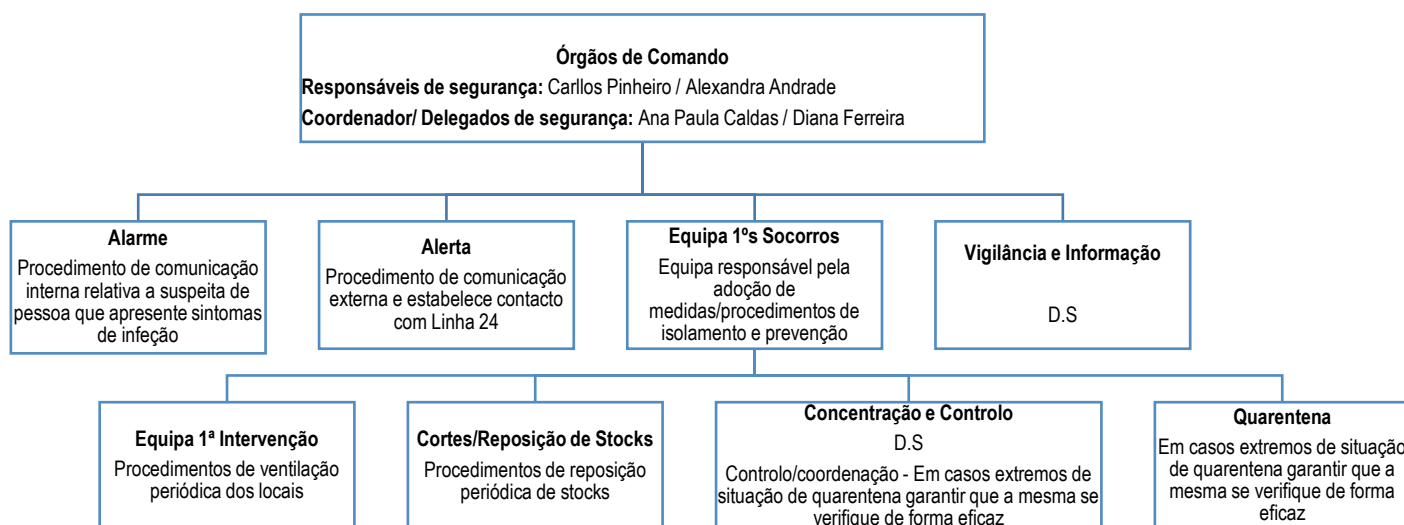 Órgãos de Comando
Responsáveis de segurança: Carllos Pinheiro / Alexandra Andrade
Coordenador/ Delegados de segurança: Ana Paula Caldas / Diana Ferreira
Alarme
Procedimento de comunicação
interna relativa a suspeita de
pessoa que apresente sintomas
de infeção
Alerta
Procedimento de comunicação
externa e estabelece contacto
com Linha 24
Equipa 1ºs Socorros
Equipa responsável pela
adoção de
medidas/procedimentos de
isolamento e prevenção
Vigilância e Informação
D.S
Equipa 1ª Intervenção
Procedimentos de ventilação
periódica dos locais
Cortes/Reposição de Stocks
Procedimentos de reposição
periódica de stocks
Concentração e Controlo
D.S
Controlo/coordenação - Em casos extremos de
situação de quarentena garantir que a mesma se
verifique de forma eficaz
Quarentena
Em casos extremos de situação
de quarentena garantir que a
mesma se verifique de forma
eficaz